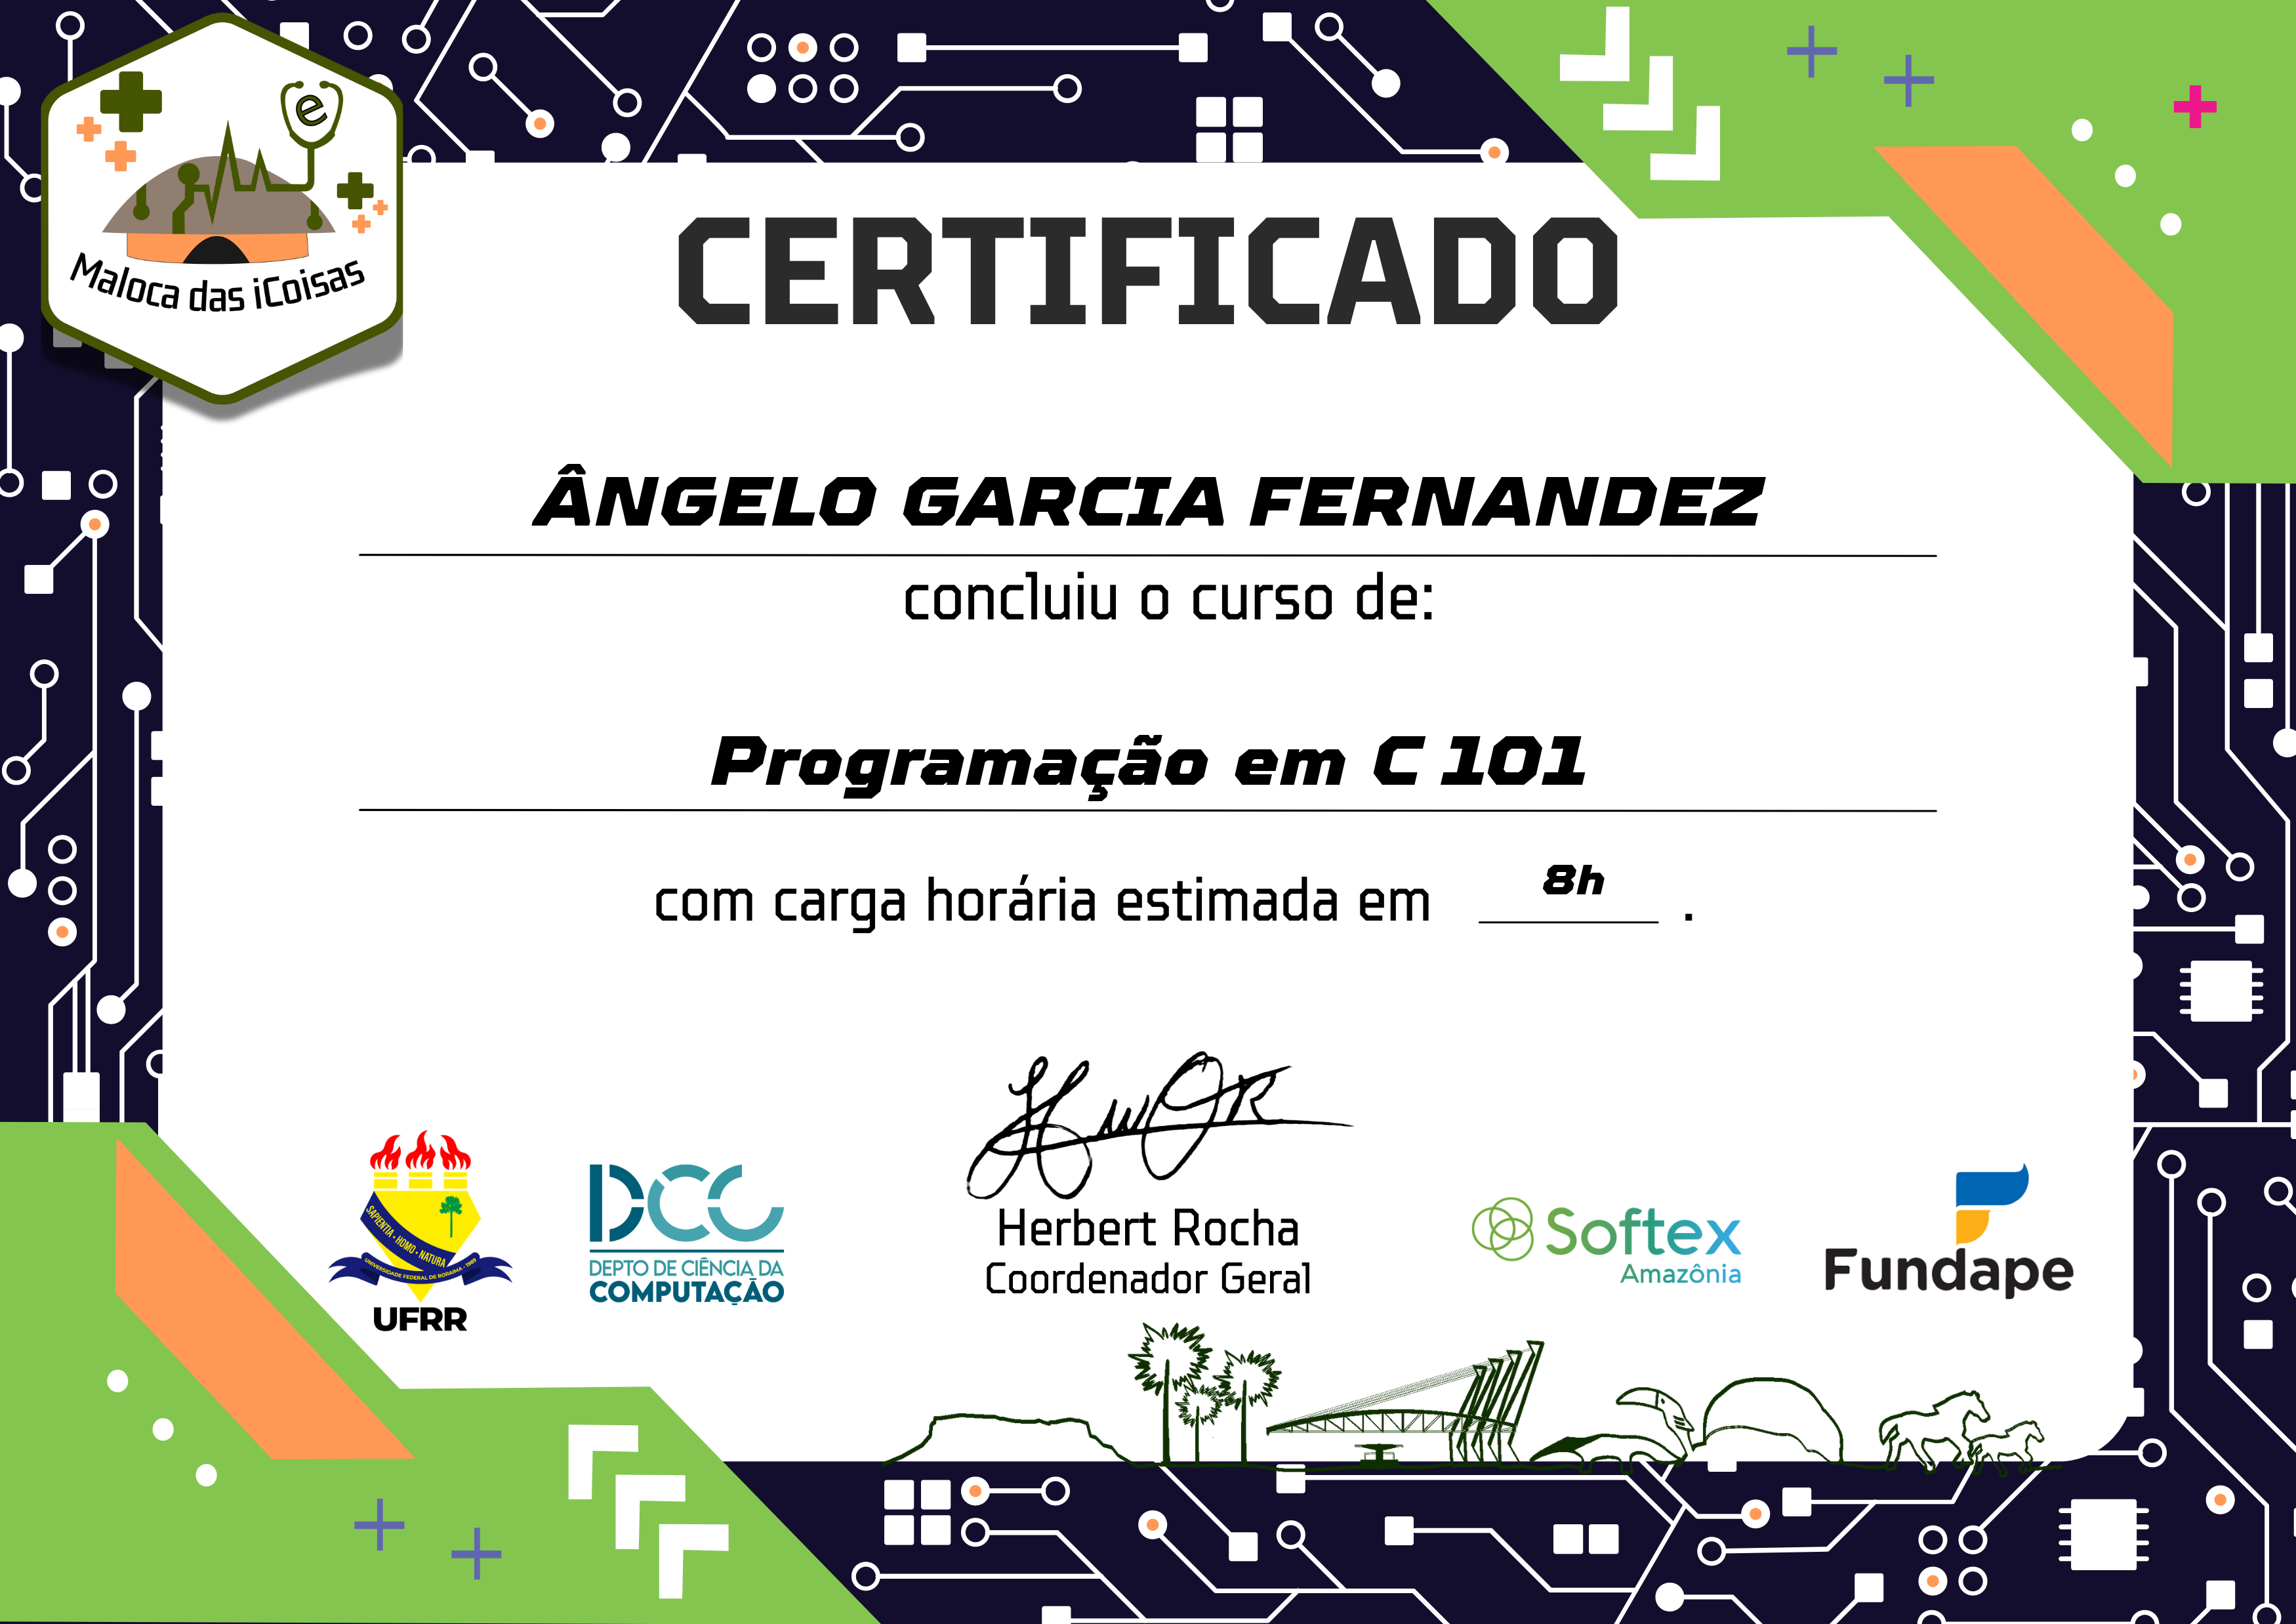 e
Maloca das iCoisas
CERTIFICADO
ÂNGELO GARCIA FERNANDEZ
concluiu o curso de:
Programação em C 101
com carga horária estimada em 8h .
SAPIENTIA • HOMO • NATURA
UNIVERSIDADE FEDERAL DE RORAIMA • 1989
UFRR
DCC
DEPTO DE CIÊNCIA DA
COMPUTAÇÃO
Herbert Rocha
Coordenador Geral
Softex
Amazônia
Fundape